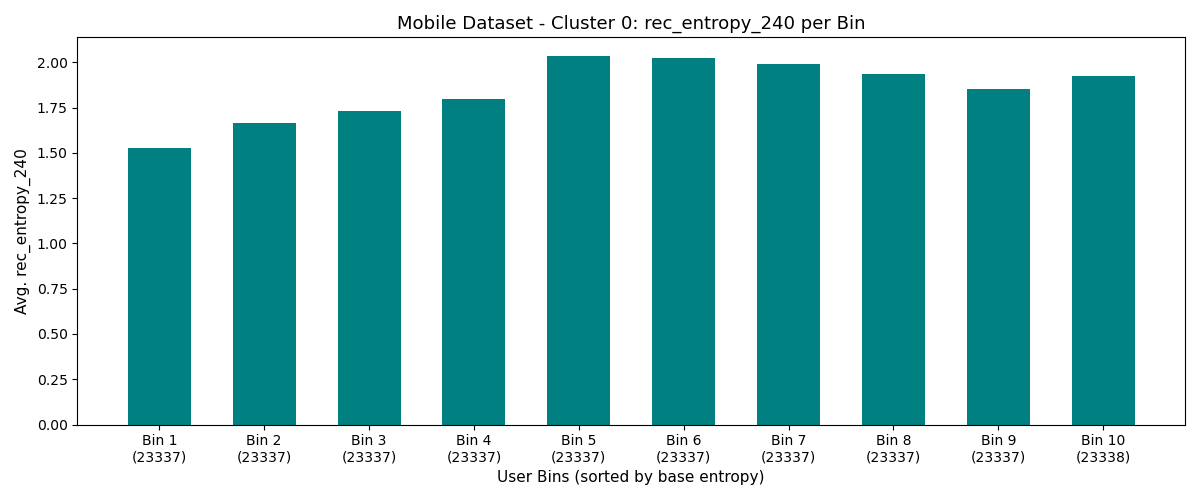 Mobile Dataset - Cluster 0: rec_entropy_240 per Bin
Avg. rec_entropy_240
2.00
1.75
1.50
1.25
1.00
0.75
0.50
0.25
0.00
Bin 1 Bin 2 Bin 3 Bin 4 Bin 5 Bin 6 Bin 7 Bin 8 Bin 9 Bin 10
(23337) (23337) (23337) (23337) (23337) (23337) (23337) (23337) (23337) (23338)
User Bins (sorted by base entropy)